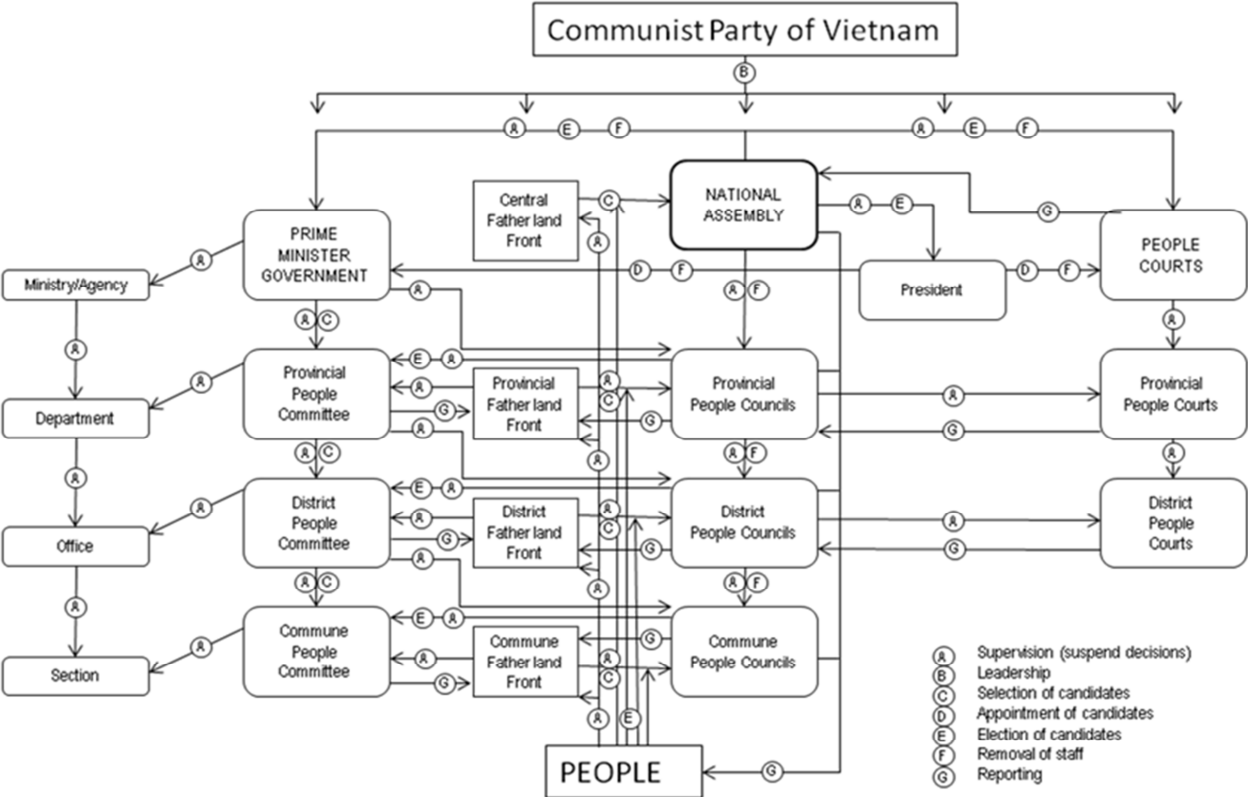 Communist Party of Vietnam
B
A E F A E F
Central
Father land
Front
C
NATIONAL
ASSEMBLY
A E
G
PRIME
MINISTER
GOVERNMENT
A
A
D F
President
D F
PEOPLE
COURTS
Ministry/Agency
A
A C
A F
A
A
E A
Provincial
People
Committee
A
A
G
A
Provincial
Father land
Front
A
C
G
Provincial
People Councils
A
G
Provincial
People Courts
Department
A C
A
A F
A
A
A
E A
District
People
Committee
A
G
A
District
Father land
Front
A
C
G
District
People Councils
A
G
District
People
Courts
Office
A C
A
A F
A
A
E A
Commune
People
Committee
A
G
Commune
Father land
Front
G
A
C
Commune
People Councils
Section
A E
PEOPLE
G
A Supervision (suspend decisions)
B Leadership
C Selection of candidates
D Appointment of candidates
E Election of candidates
F Removal of staff
G Reporting